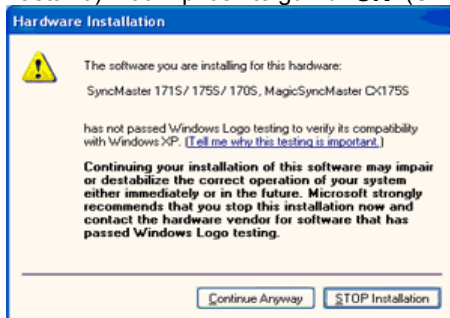 Hardware Installation
The software you are installing for this hardware:
SyncMaster 171S/ 175S/ 170S, MagicSyncMaster CX175S
has not passed Windows Logo testing to verify its compatibility
with Windows XP. (Tell me why this testing is important.)
Continuing your installation of this software may impair
or destabilize the correct operation of your system
either immediately or in the future. Microsoft strongly
recommends that you stop this installation now and
contact the hardware vendor for software that has
passed Windows Logo testing.
Continue Anyway
STOP Installation